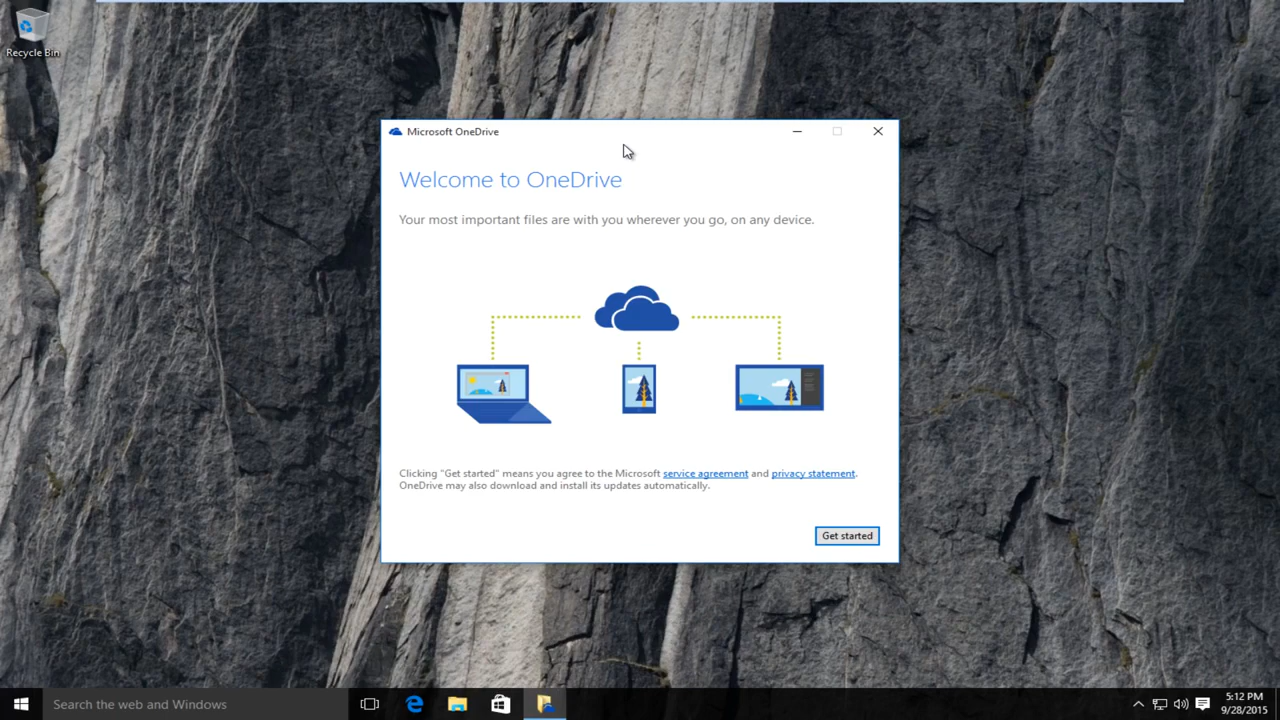 Recycle Bin
Microsoft OneDrive
Welcome to OneDrive
Your most important files are with you wherever you go, on any device.
Clicking "Get started" means you agree to the Microsoft service agreement and privacy statement.
OneDrive may also download and install its updates automatically.
Get started
Search the web and Windows
5:12 PM
9/28/2015